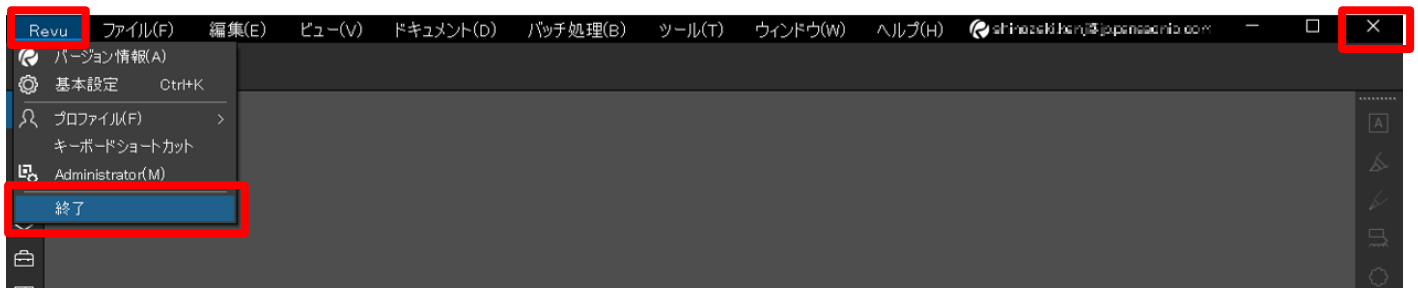 Revu ファイル(F) 編集(E) ビュー(V) ドキュメント(D) バッチ処理(B) ツール(T) ウィンドウ(W) ヘルプ(H)
バージョン情報(A)
基本設定 Ctrl+K
プロファイル(F)
キーボードショートカット
Administrator(M)
終了
A